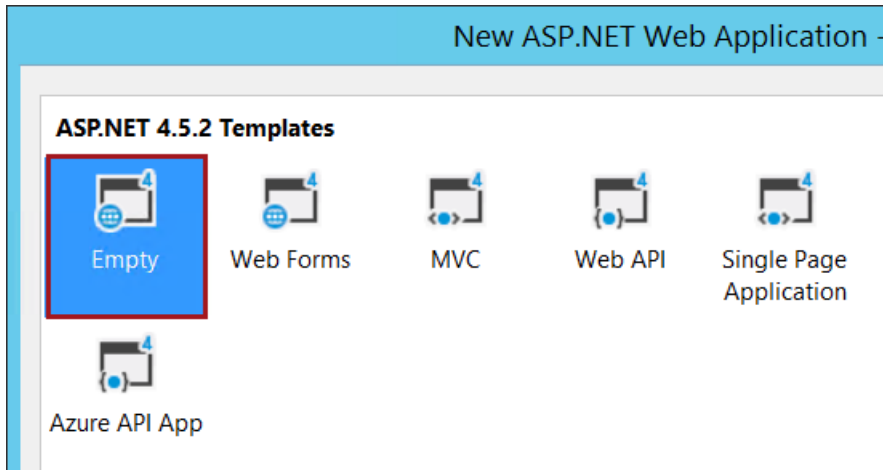 New ASP.NET Web Application -
ASP.NET 4.5.2 Templates
4 4 4 4 4
Empty Web Forms MVC Web API Single Page
Application
4
Azure API App